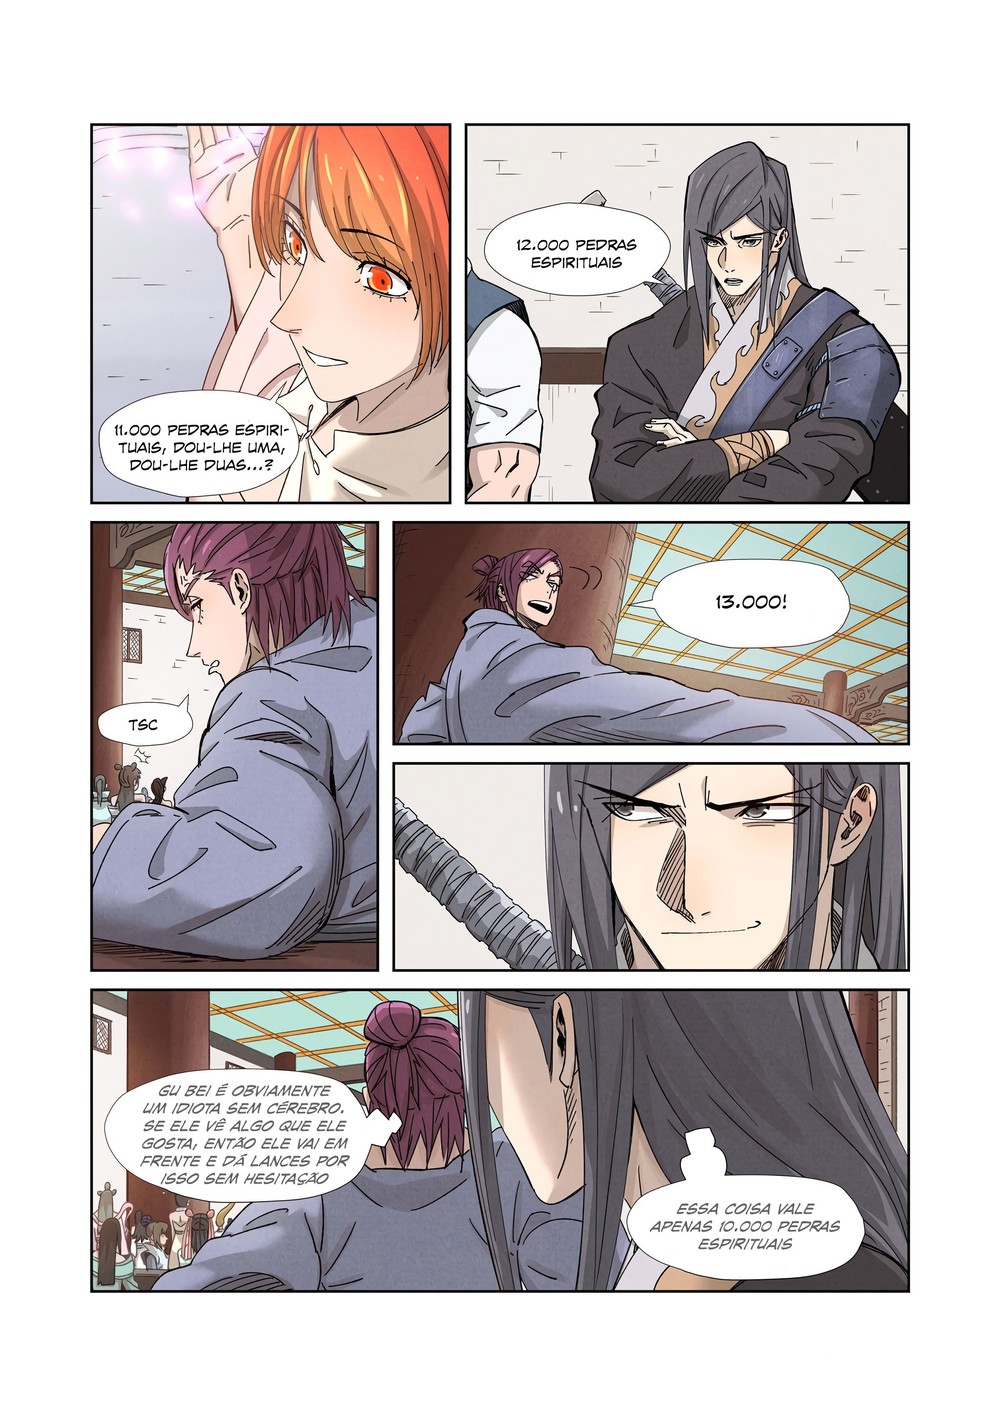 11.000 PEDRAS ESPIRI-
TUAIS, DOU-LHE UMA,
DOU-LHE DUAS...?
12.000 PEDRAS
ESPIRITUAIS
TSC
13.000!
GU BEI É OBVIAMENTE
UM IDIOTA SEM CÉREBRO.
SE ELE VÊ ALGO QUE ELE
GOSTA, ENTÃO ELE VAI EM
FRENTE E DÁ LANCES POR
ISSO SEM HESITAÇÃO
ESSA COISA VALE
APENAS 10.000 PEDRAS
ESPIRITUAIS